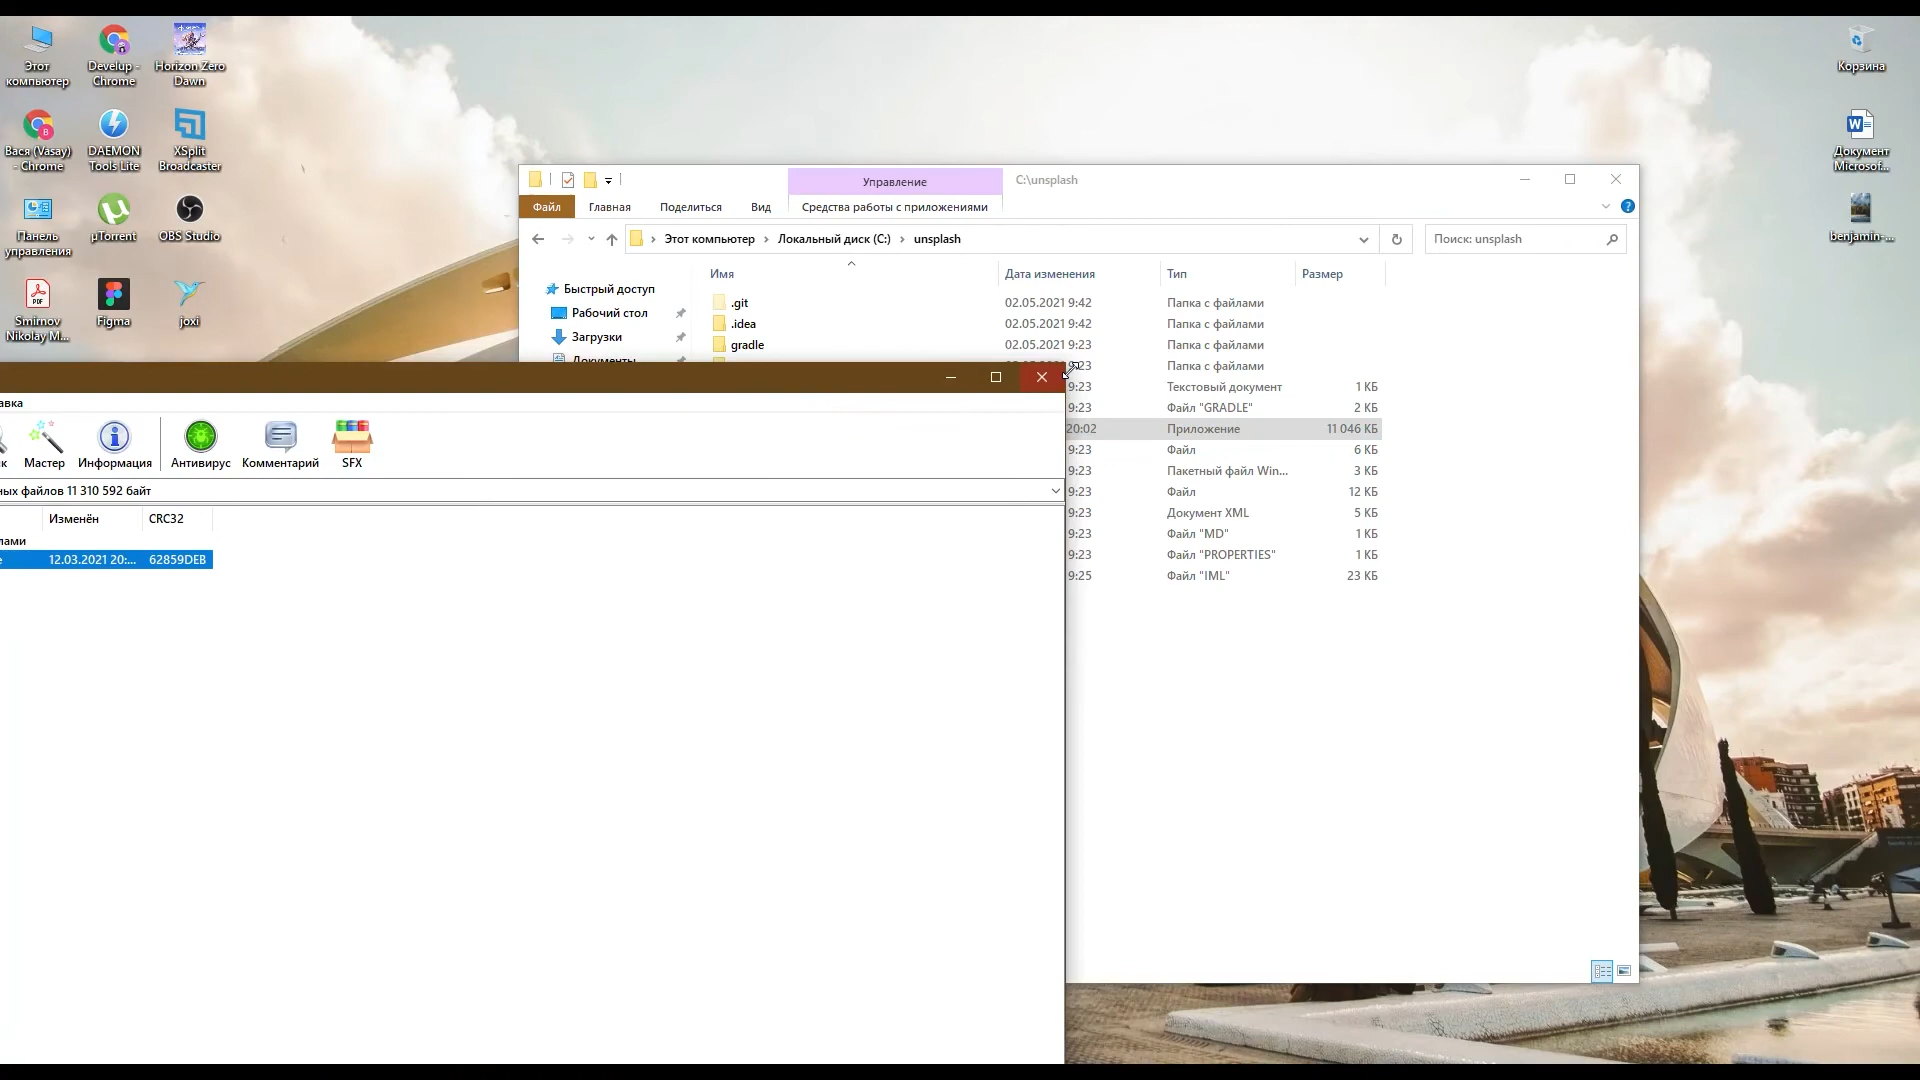 Этот
компьютер
Develup -
Chrome
Horizon Zero
Dawn
Корзина
Вася (Vasay)
- Chrome
DAEMON
Tools Lite
XSplit
Broadcaster
W
Документ
Microsof...
Панель
управления
µTorrent
OBS Studio
benjamin-...
PDF
Smirnov
Nikolay M...
Figma
joxi
Управление
C:\unsplash
Файл
Главная
Поделиться
Вид
Средства работы с приложениями
Этот компьютер
Локальный диск (C:)
unsplash
Поиск: unsplash
Имя
Дата изменения
Тип
Размер
Быстрый доступ
Рабочий стол
Загрузки
Документы
.git 02.05.2021 9:42 Папка с файлами
.idea 02.05.2021 9:42 Папка с файлами
gradle 02.05.2021 9:23 Папка с файлами
Папка с файлами
9:23 Текстовый документ 1 КБ
9:23 Файл "GRADLE" 2 КБ
20:02 Приложение 11 046 КБ
9:23 Файл 6 КБ
9:23 Пакетный файл Win... 3 КБ
9:23 Файл 12 КБ
9:23 Документ XML 5 КБ
9:23 Файл "MD" 1 КБ
9:23 Файл "PROPERTIES" 1 КБ
9:25 Файл "IML" 23 КБ
авка
к
Мастер
Информация
Антивирус
Комментарий
SFX
ных файлов 11 310 592 байт
Изменён
CRC32
лами
е 12.03.2021 20:... 62859DEB